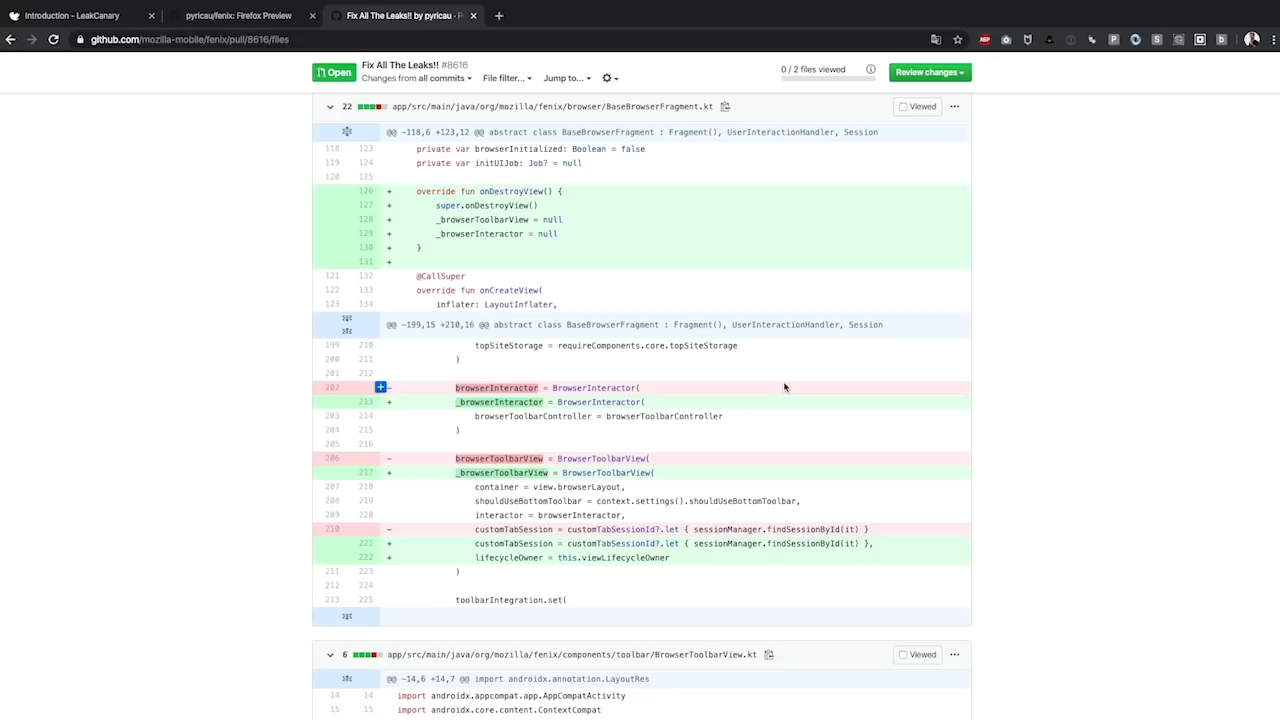 Introduction – LeakCanary
pyricau/fenix: Firefox Preview
Fix All The Leaks!! by pyricau · P
github.com/mozilla-mobile/fenix/pull/8616/files
Open
Fix All The Leaks!! #8616
Changes from all commits
File filter...
Jump to...
0 / 2 files viewed
Review changes
22 app/src/main/java/org/mozilla/fenix/browser/BaseBrowserFragment.kt
Viewed
@@ -118,6 +123,12 @@ abstract class BaseBrowserFragment : Fragment(), UserInteractionHandler, Session
118 123 private var browserInitialized: Boolean = false
119 124 private var initUIJob: Job? = null
120 125
126 + override fun onDestroyView() {
127 + super.onDestroyView()
128 + _browserToolbarView = null
129 + _browserInteractor = null
130 + }
131 +
121 132 @CallSuper
122 133 override fun onCreateView(
123 134 inflater: LayoutInflater,
@@ -199,15 +210,16 @@ abstract class BaseBrowserFragment : Fragment(), UserInteractionHandler, Session
199 210 topSiteStorage = requireComponents.core.topSiteStorage
200 211 )
201 212
202 - browserInteractor = BrowserInteractor(
213 + _browserInteractor = BrowserInteractor(
203 214 browserToolbarController = browserToolbarController
204 215 )
205 216
206 - browserToolbarView = BrowserToolbarView(
217 + _browserToolbarView = BrowserToolbarView(
207 218 container = view.browserLayout,
208 219 shouldUseBottomToolbar = context.settings().shouldUseBottomToolbar,
209 220 interactor = browserInteractor,
210 - customTabSession = customTabSessionId?.let { sessionManager.findSessionById(it) }
221 + customTabSession = customTabSessionId?.let { sessionManager.findSessionById(it) },
222 + lifecycleOwner = this.viewLifecycleOwner
211 223 )
212 224
213 225 toolbarIntegration.set(
6 app/src/main/java/org/mozilla/fenix/components/toolbar/BrowserToolbarView.kt
Viewed
@@ -14,6 +14,7 @@ import androidx.annotation.LayoutRes
14 14 import androidx.appcompat.app.AppCompatActivity
15 15 import androidx.core.content.ContextCompat